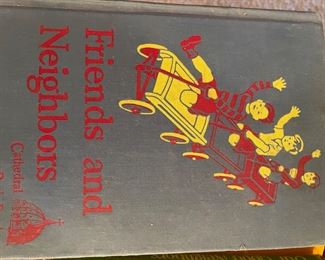 Friends and
Neighbors
Cathedral